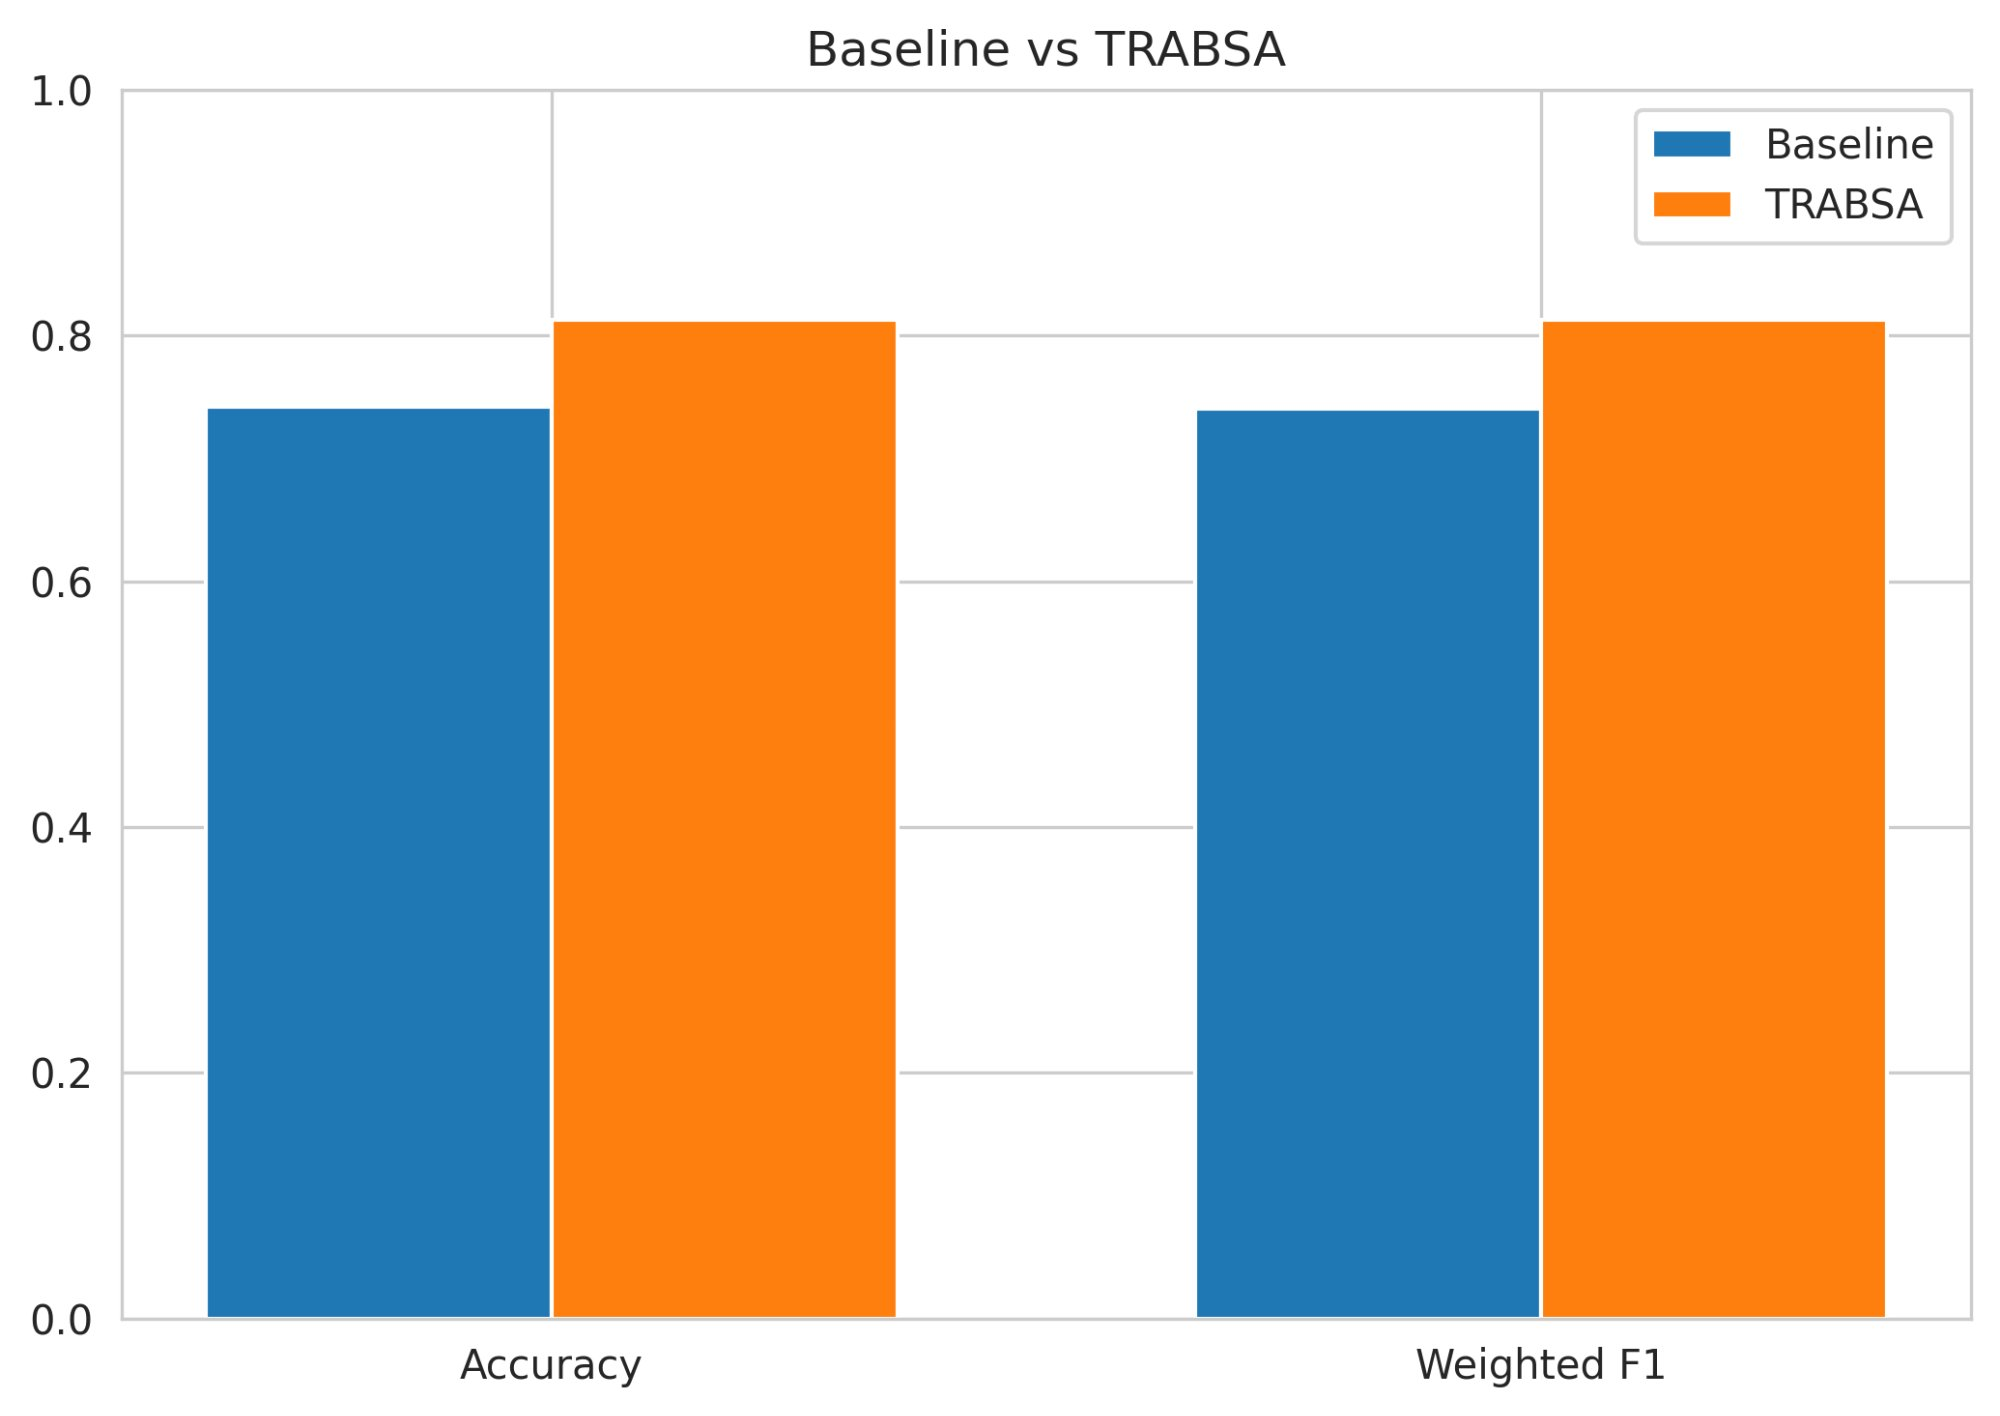 Baseline vs TRABSA
1.0
0.8
0.6
0.4
0.2
0.0
Baseline
TRABSA
Accuracy
Weighted F1